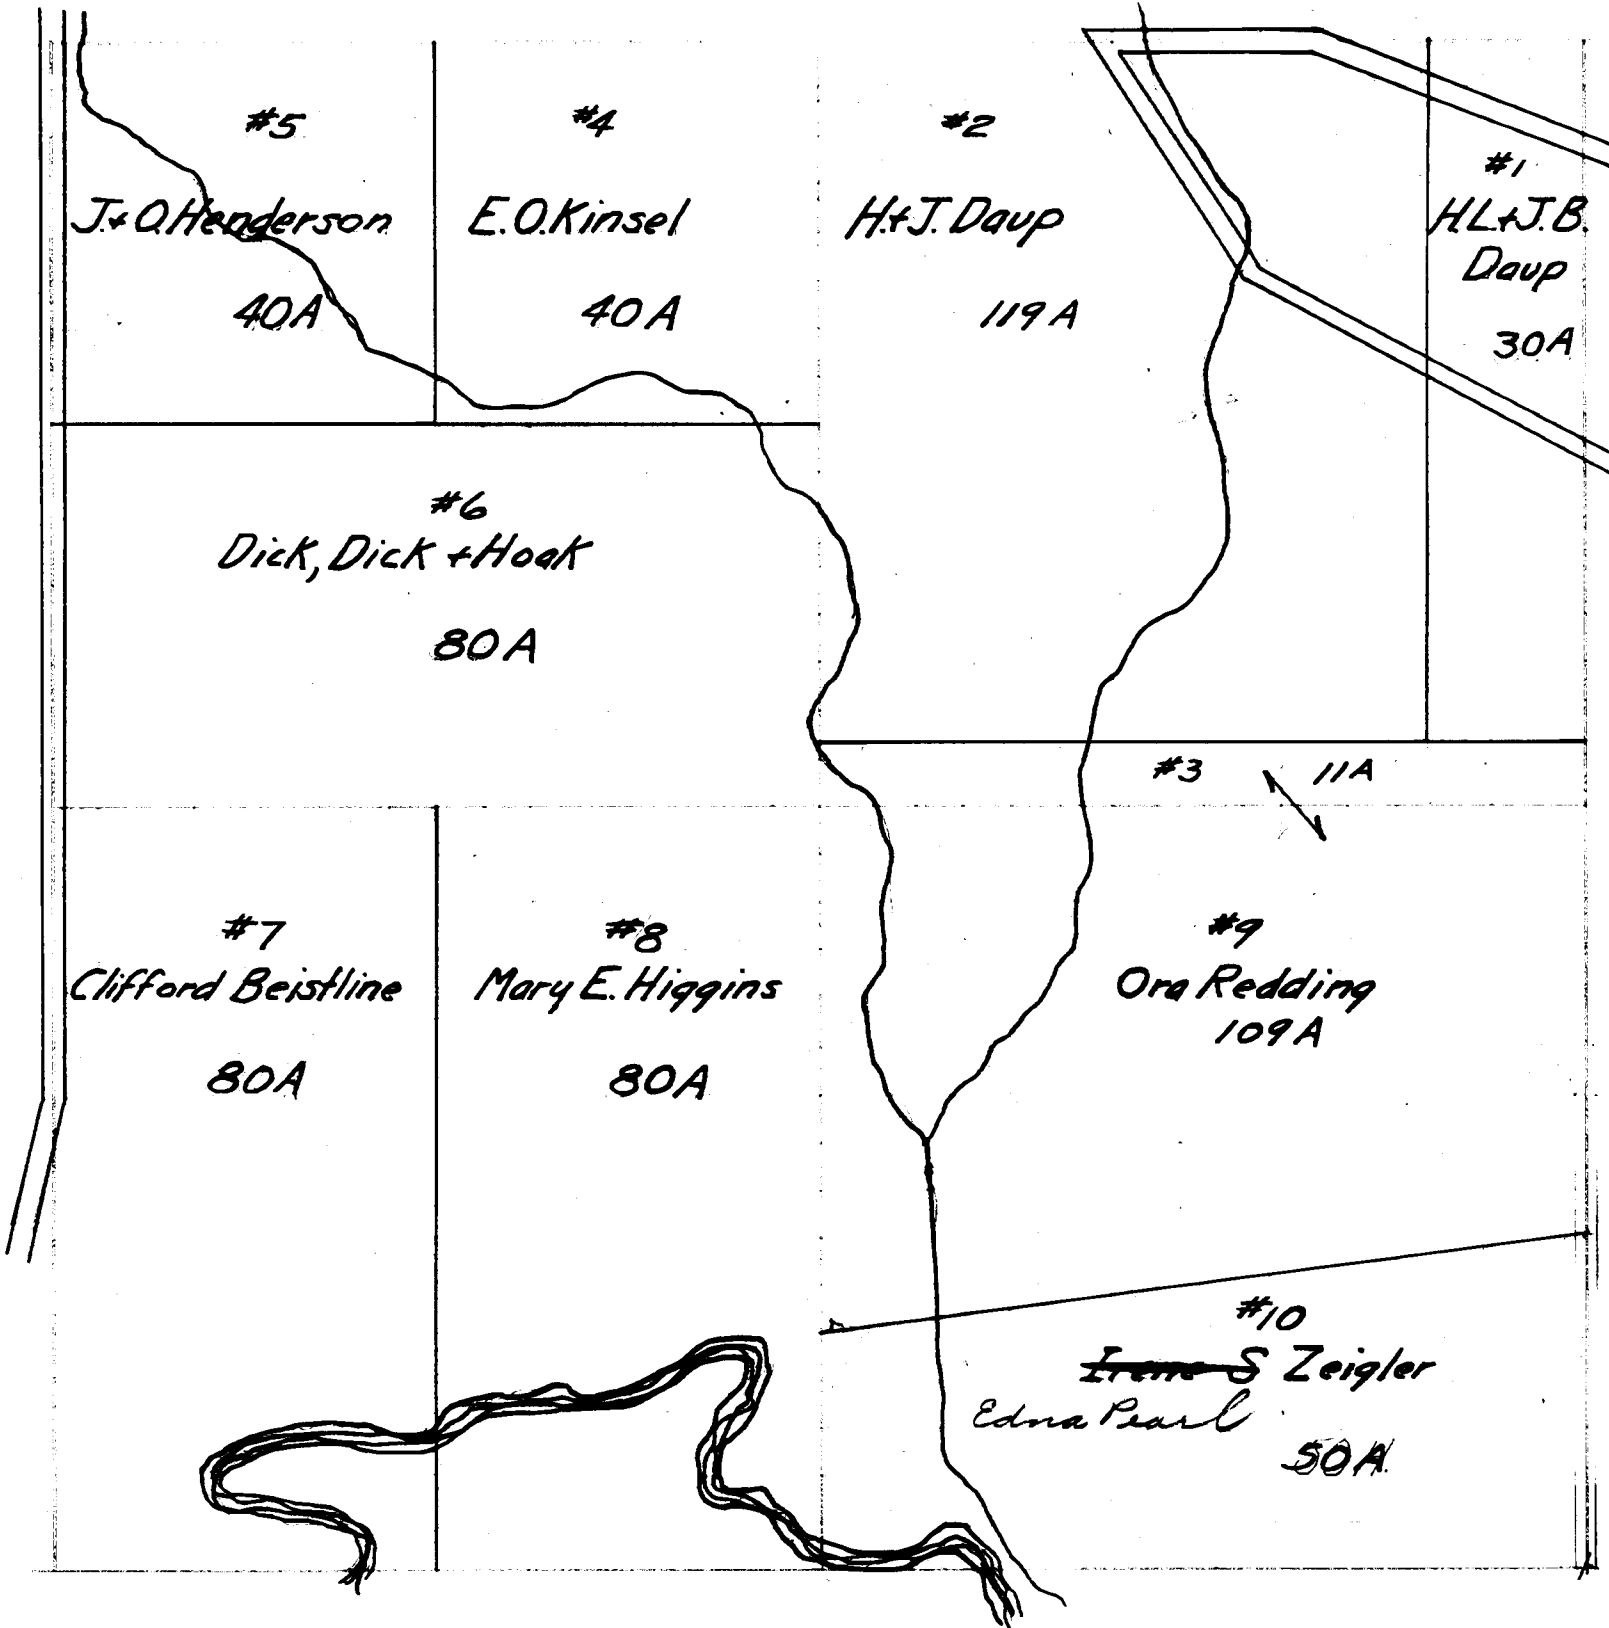 #5
J.+O.Henderson
40A
#4
E.O.Kinsel
40A
#2
H.+J. Daup
119A
#1
H.L.+J.B.
Daup
30A
#6
Dick, Dick + Hoak
80A
#3 11A
#7
Clifford Beistline
80A
#8
Mary E. Higgins
80A
#9
Ora Redding
109A
#10
Irene S Zeigler
Edna Pearl
50A